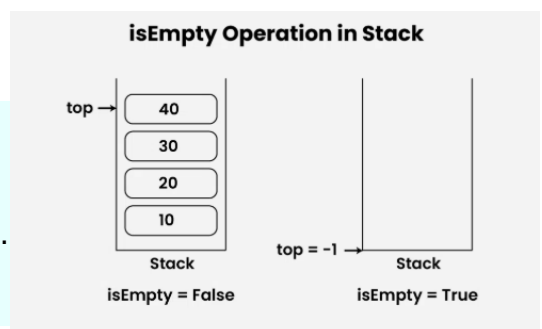 isEmpty Operation in Stack
top
40
30
20
10
.
Stack
isEmpty = False
top = -1
Stack
isEmpty = True